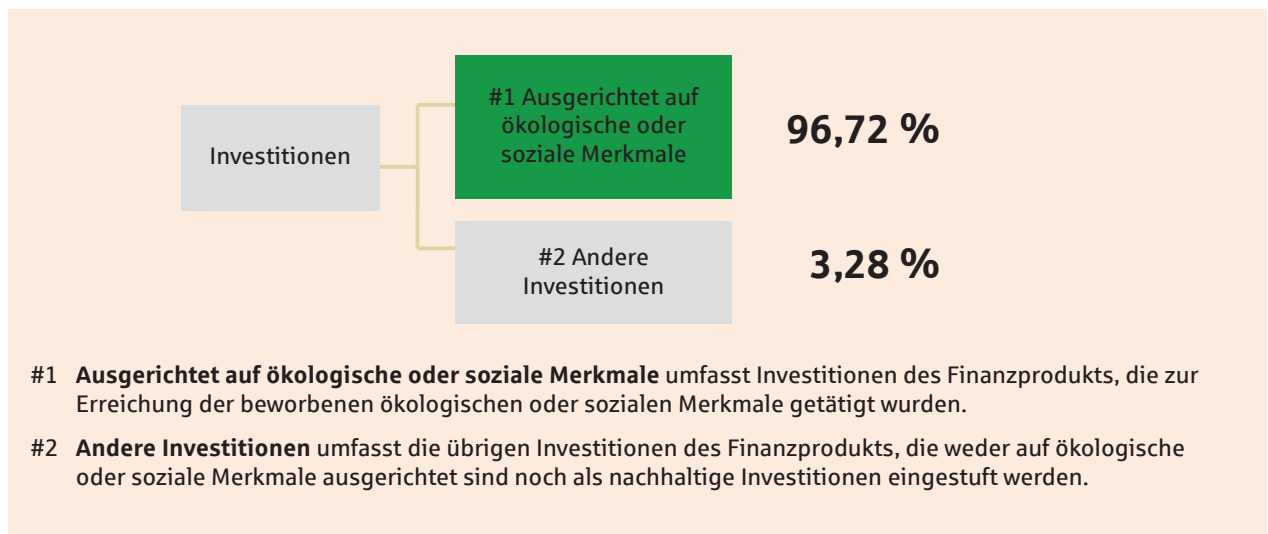 #1 Ausgerichtet auf
ökologische oder
soziale Merkmale
96,72 %
Investitionen
#2 Andere
Investitionen
3,28 %
#1 Ausgerichtet auf ökologische oder soziale Merkmale umfasst Investitionen des Finanzprodukts, die zur
Erreichung der beworbenen ökologischen oder sozialen Merkmale getätigt wurden.
#2 Andere Investitionen umfasst die übrigen Investitionen des Finanzprodukts, die weder auf ökologische
oder soziale Merkmale ausgerichtet sind noch als nachhaltige Investitionen eingestuft werden.